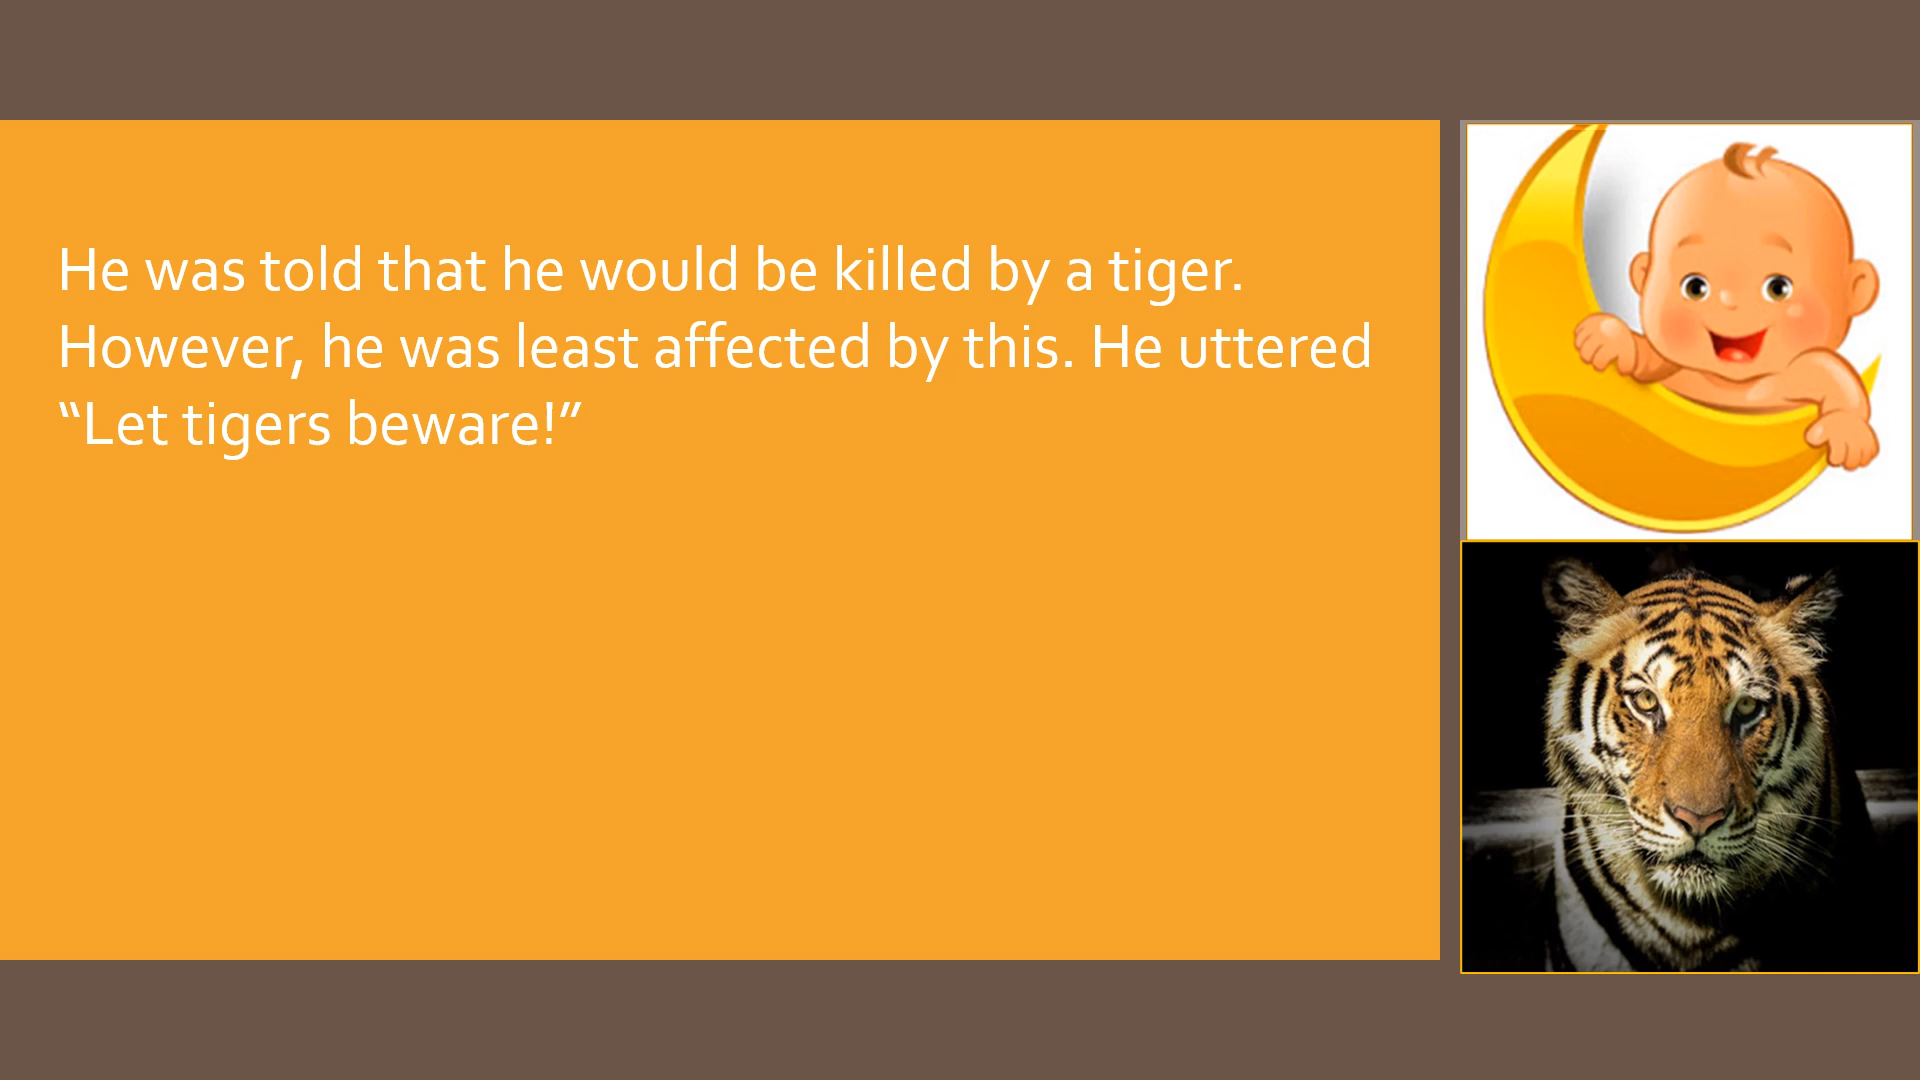 He was told that he would be killed by a tiger.
However, he was least affected by this. He uttered
“Let tigers beware!”